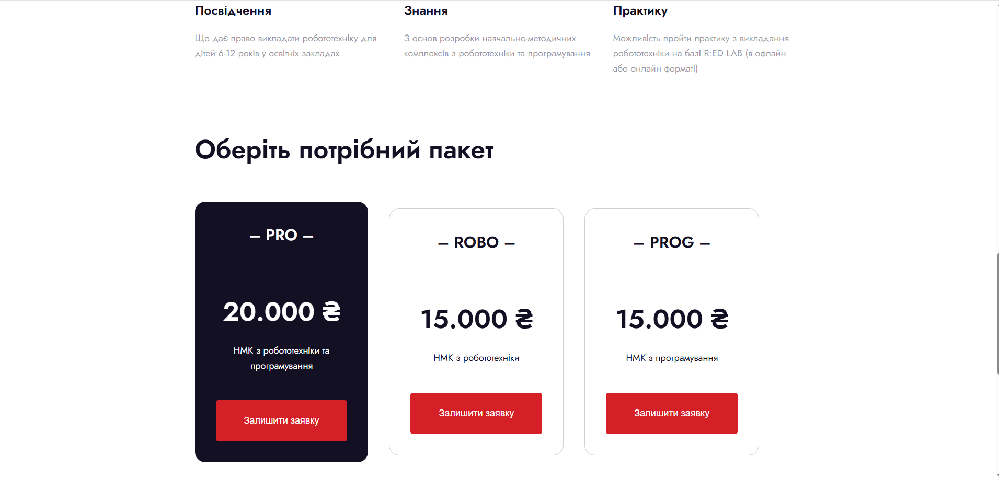 Посвідчення
Що дає право викладати робототехніку для
дітей 6-12 років у освітніх закладах
Знання
З основ розробки навчально-методичних
комплексів з робототехніки та програмування
Практику
Можливість пройти практику з викладання
робототехніки на базі R:ED LAB (в офлайн
або онлайн форматі)
Оберіть потрібний пакет
– PRO –
20.000 ₴
НМК з робототехніки та
програмування
Залишити заявку
– ROBO –
15.000 ₴
НМК з робототехніки
Залишити заявку
– PROG –
15.000 ₴
НМК з програмування
Залишити заявку